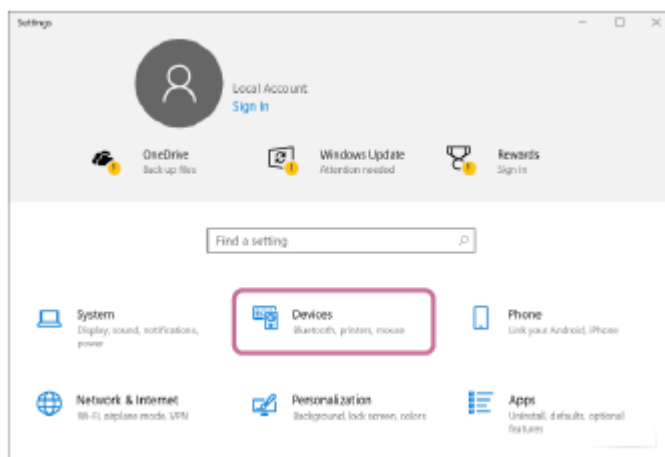 Settings
Local Account
Sign In
OneDrive
Back up files
Windows Update
Attention needed
Rewards
Sign In
Find a setting
System
Display, sound, notifications,
power
Devices
Bluetooth, printers, mouse
Phone
Link your Android, iPhone
Network & Internet
Wi-Fi, airplane mode, VPN
Personalization
Background, lock screen, colors
Apps
Uninstall, defaults, optional
features